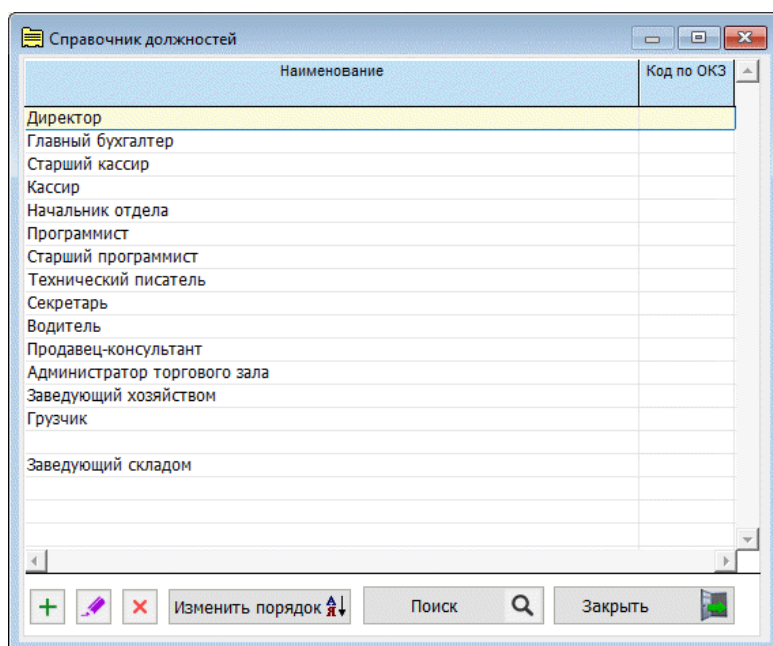 Справочник должностей
Наименование Код по ОКЗ
Директор
Главный бухгалтер
Старший кассир
Кассир
Начальник отдела
Программист
Старший программист
Технический писатель
Секретарь
Водитель
Продавец-консультант
Администратор торгового зала
Заведующий хозяйством
Грузчик
Заведующий складом
Изменить порядок АЯ Поиск Закрыть